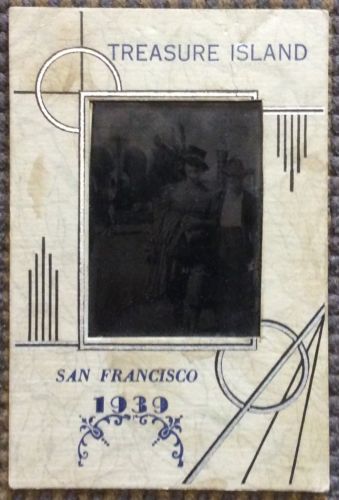 TREASURE ISLAND
SAN FRANCISCO
1939